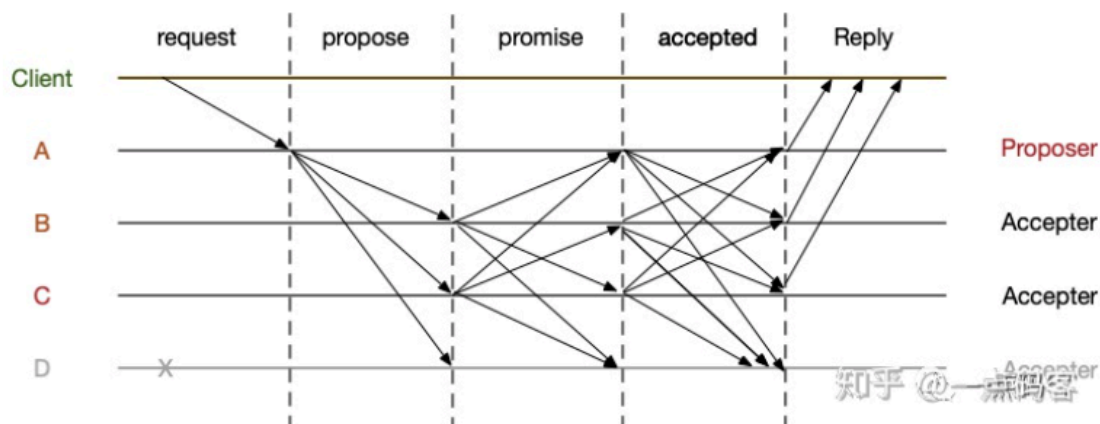 request propose promise accepted Reply
Client
A Proposer
B Accepter
C Accepter
D X Accepter
知乎 @一点码客